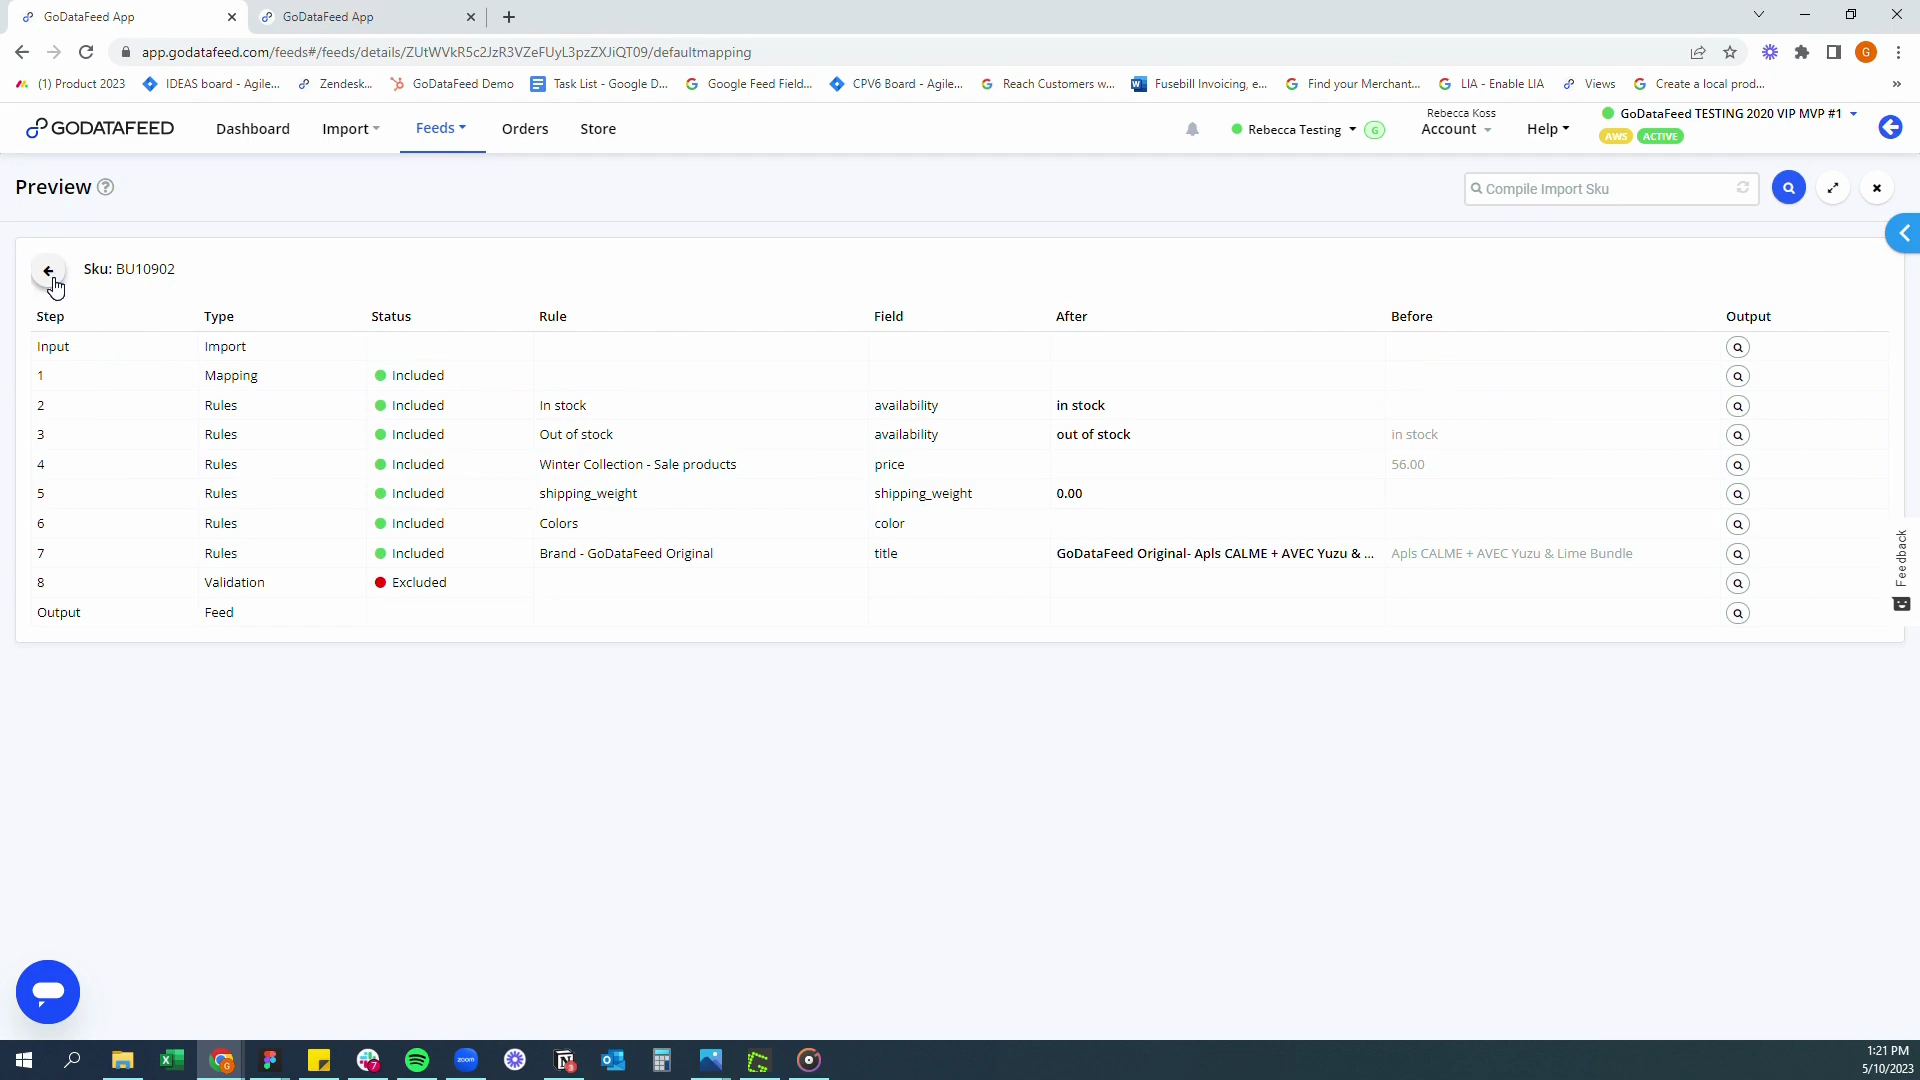 GoDataFeed App
GoDataFeed App
app.godatafeed.com/feeds#/feeds/details/ZUtWVkR5c2JzR3VZeFUyL3pzZXJiQT09/defaultmapping
G
(1) Product 2023
IDEAS board - Agile...
Zendesk...
GoDataFeed Demo
Task List - Google D...
Google Feed Field...
CPV6 Board - Agile...
Reach Customers w...
Fusebill Invoicing, e...
Find your Merchant...
LIA - Enable LIA
Views
Create a local prod...
»
GODATAFEED
Dashboard
Import
Feeds
Orders
Store
Rebecca Testing
G
Rebecca Koss
Account
Help
GoDataFeed TESTING 2020 VIP MVP #1
AWS ACTIVE
Preview ?
Compile Import Sku
Sku: BU10902
Step Type Status Rule Field After Before Output
Input Import
1 Mapping Included
2 Rules Included In stock availability in stock
3 Rules Included Out of stock availability out of stock in stock
4 Rules Included Winter Collection - Sale products price 56.00
5 Rules Included shipping_weight shipping_weight 0.00
6 Rules Included Colors color
7 Rules Included Brand - GoDataFeed Original title GoDataFeed Original- Apls CALME + AVEC Yuzu & ... Apls CALME + AVEC Yuzu & Lime Bundle
8 Validation Excluded
Output Feed
Feedback
zoom
1:21 PM
5/10/2023